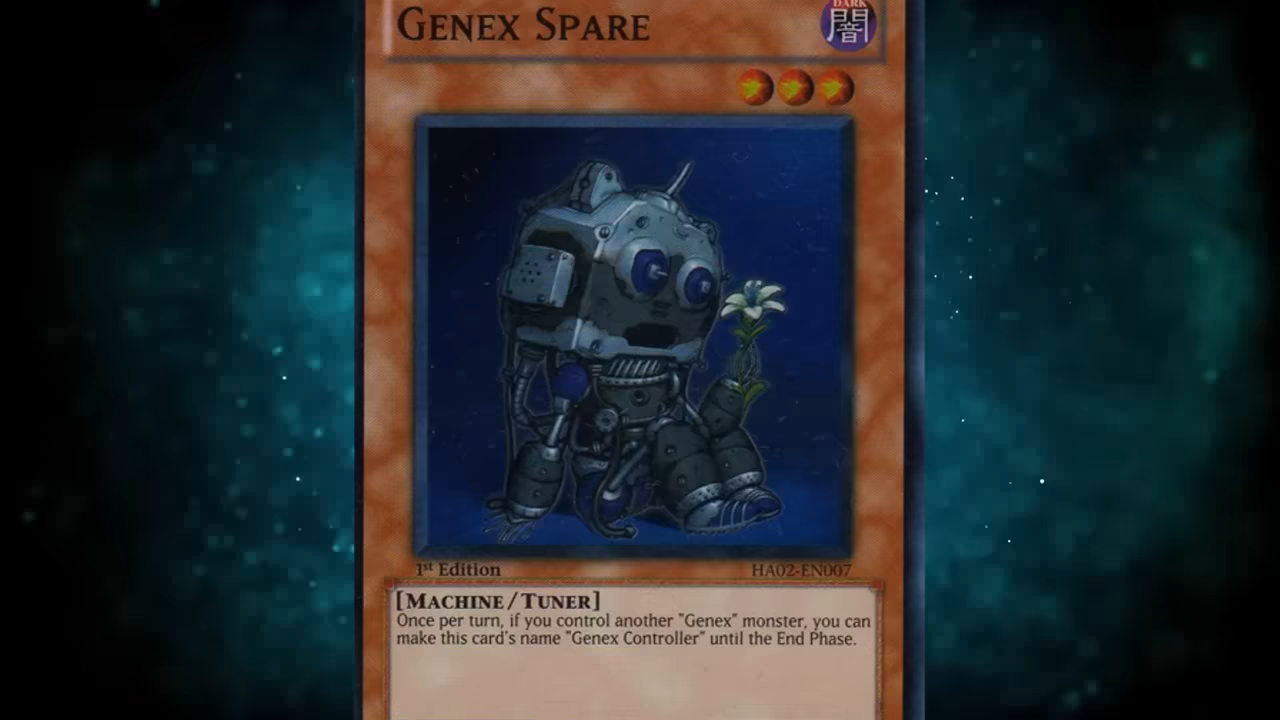 GENEX SPARE
DARK
闇
1st Edition
HA02-EN007
[MACHINE/TUNER]
Once per turn, if you control another "Genex" monster, you can
make this card's name "Genex Controller" until the End Phase.